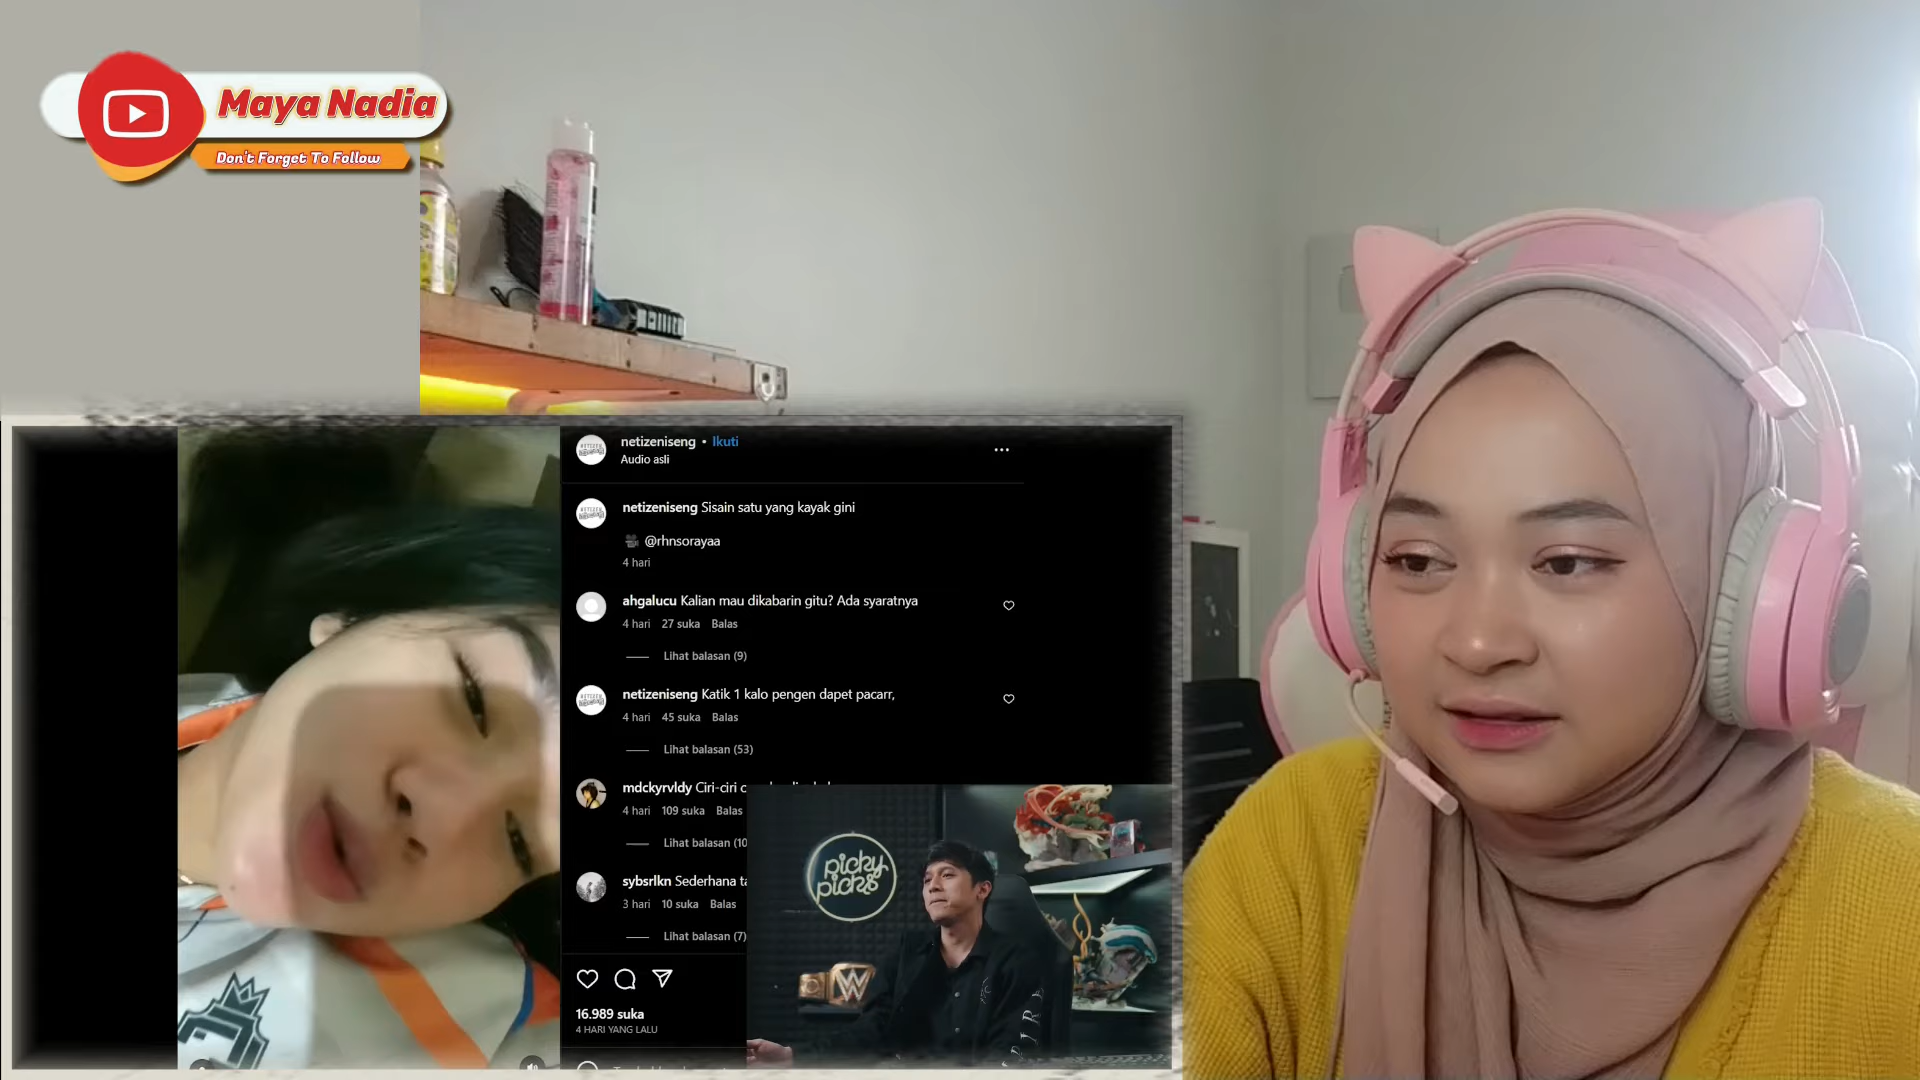 Maya Nadia
Don't Forget To Follow
netizeniseng • Ikuti
Audio asli
netizeniseng Sisain satu yang kayak gini
@rhnsorayaa
4 hari
ahgalucu Kalian mau dikabarin gitu? Ada syaratnya
4 hari 27 suka Balas
Lihat balasan (9)
netizeniseng Katik 1 kalo pengen dapet pacarr,
4 hari 45 suka Balas
Lihat balasan (53)
mdckyrvldy Ciri-ciri
4 hari 109 suka Balas
Lihat balasan (10
sybsrlkn Sederhana
3 hari 10 suka Balas
Lihat balasan (7)
16.989 suka
4 HARI YANG LALU
picky
picks
W